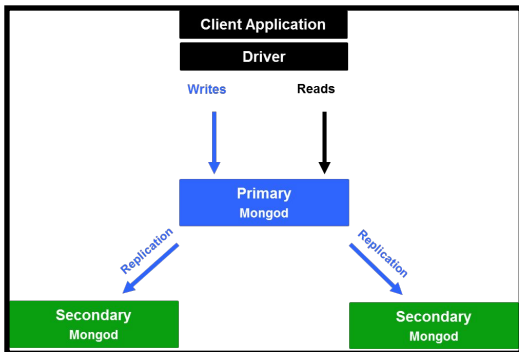 Client Application
Driver
Writes
Reads
Primary
Mongod
Replication
Replication
Secondary
Mongod
Secondary
Mongod